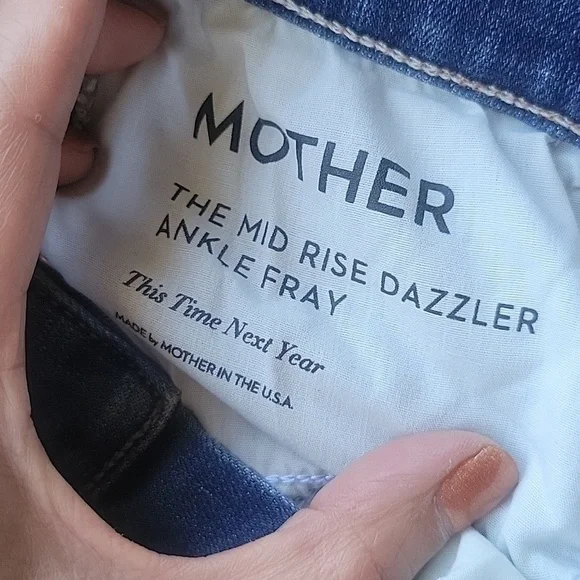 MOTHER
THE MID RISE DAZZLER
ANKLE FRAY
This Time Next Year
MADE by MOTHER IN THE U.S.A.